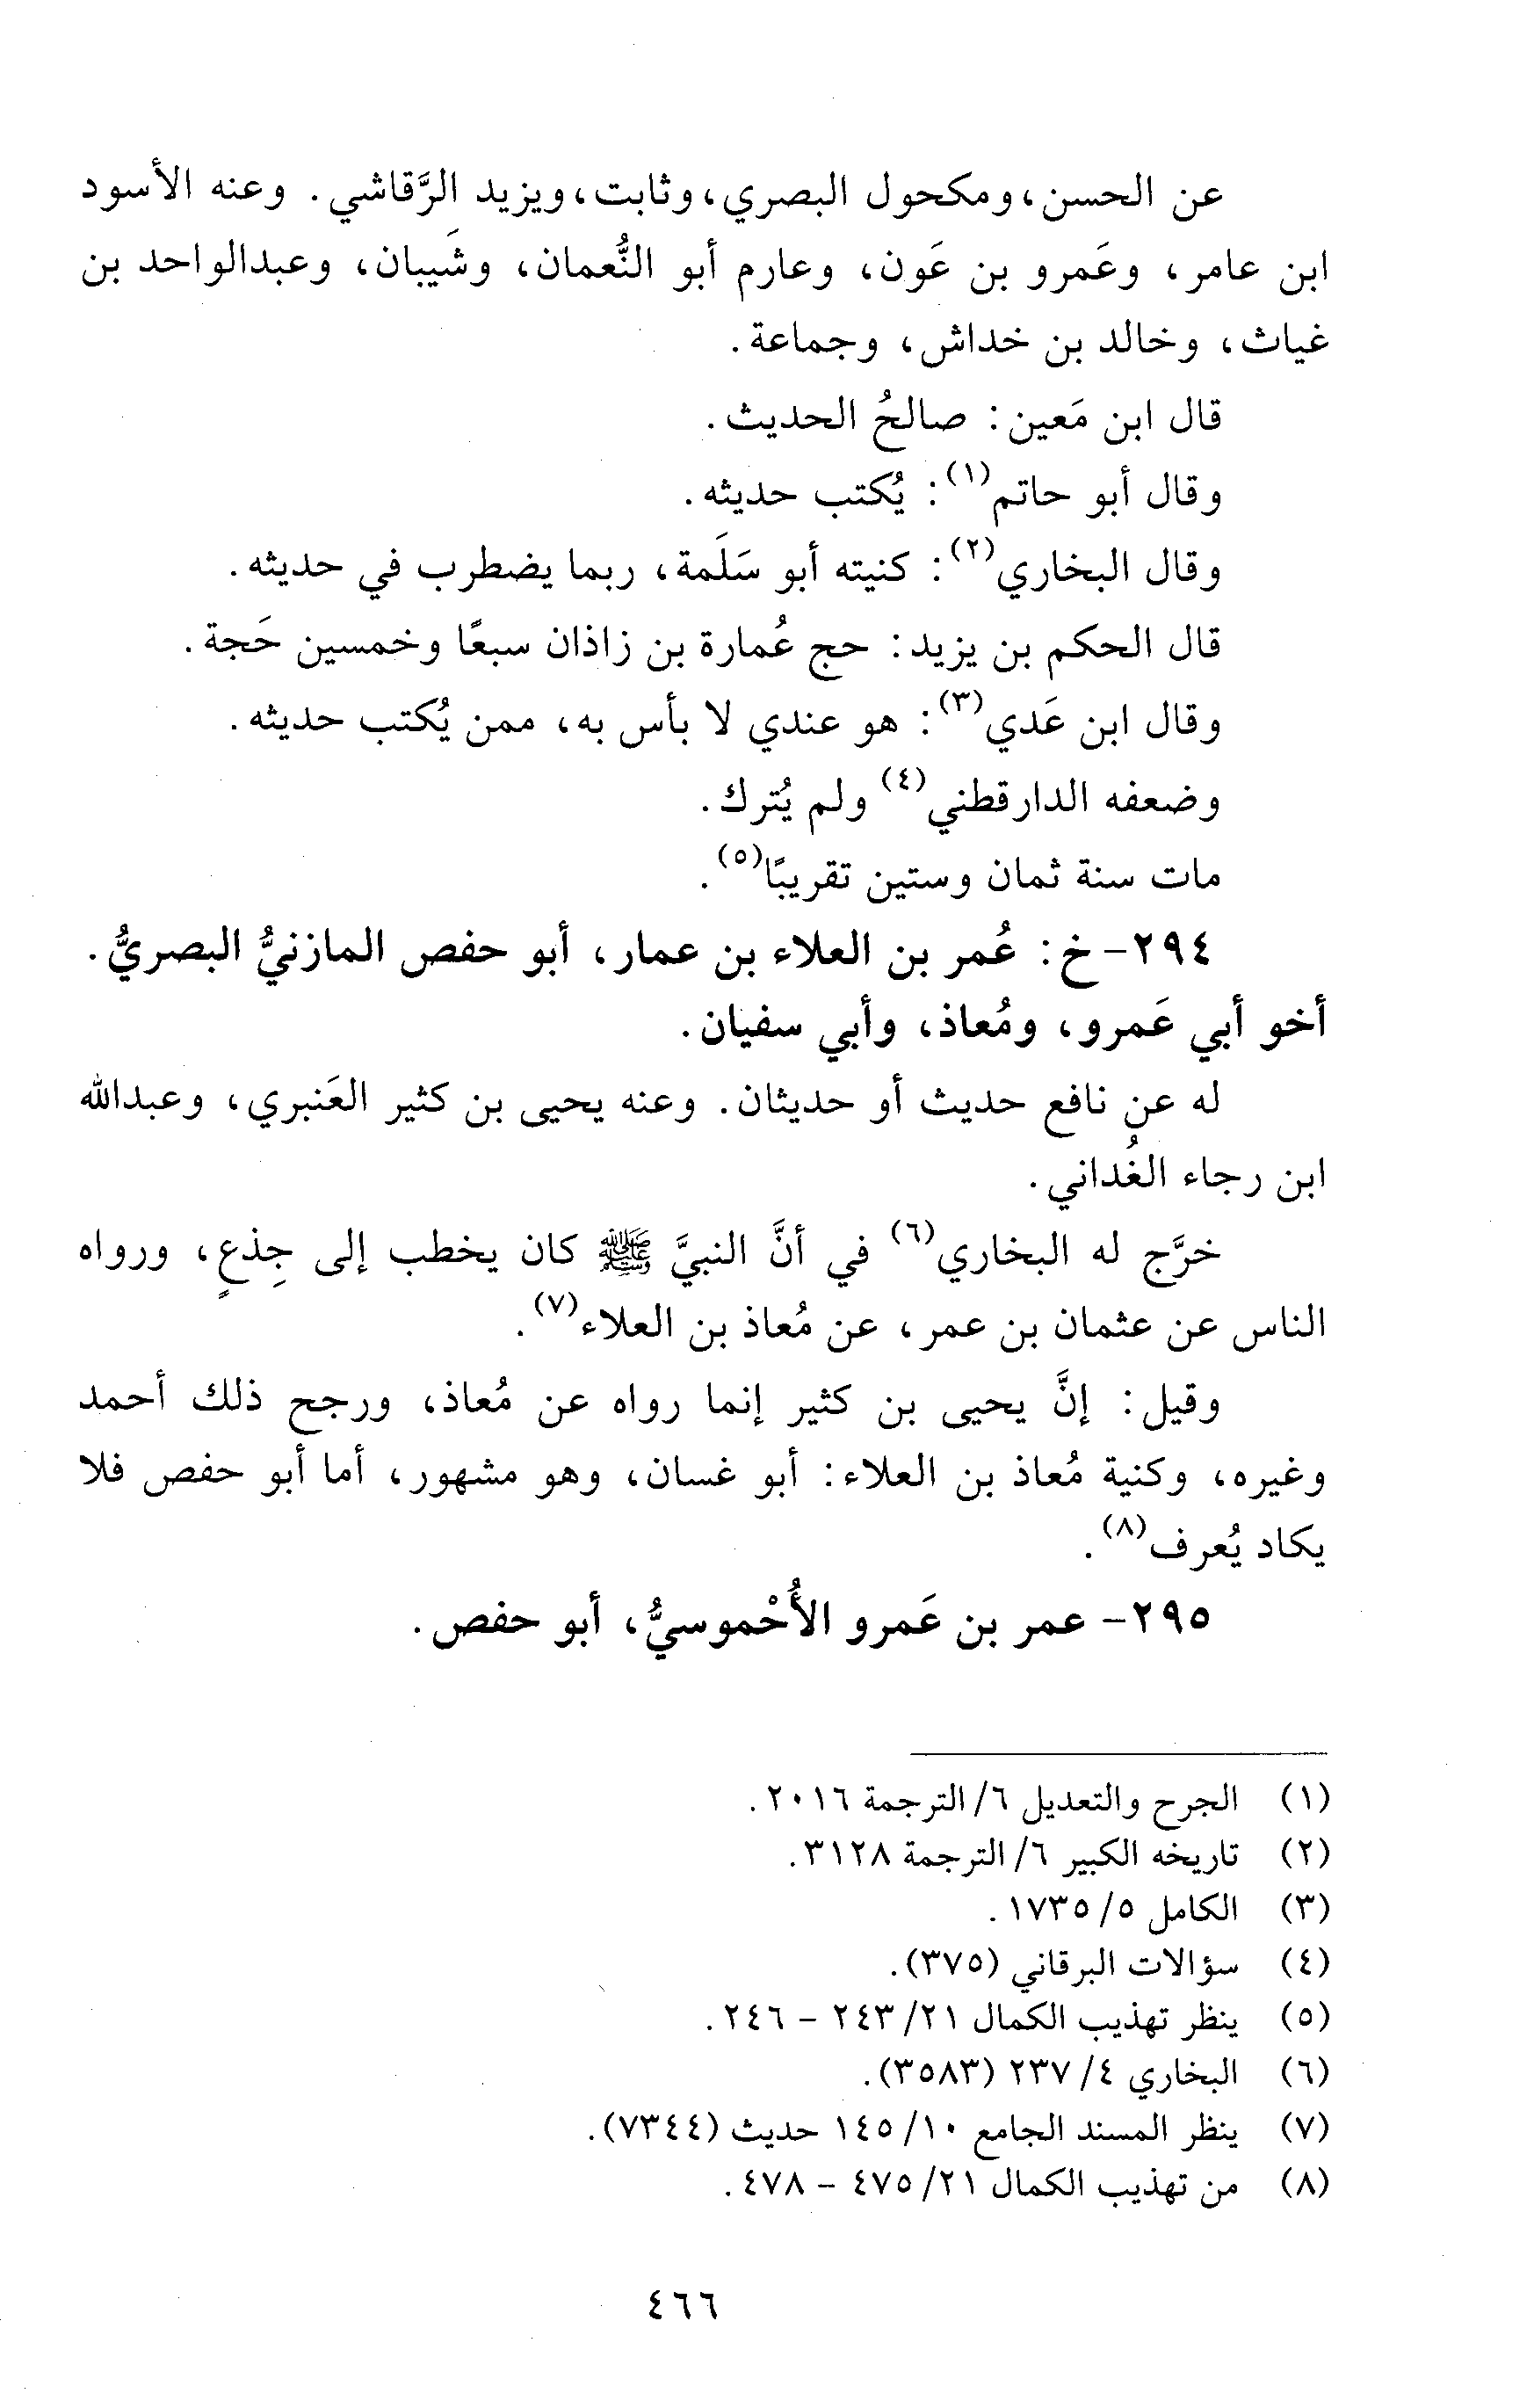 عن الحسن، ومكحول البصري، وثابت، ويزيد الرَّقاشي. وعنه الأسود
ابن عامر، وعَمرو بن عَون، وعارم أبو النُّعمان، وشَيبان، وعبدالواحد بن
غياث، وخالد بن خداش، وجماعة.
قال ابن مَعين: صالحُ الحديث.
وقال أبو حاتم(١): يُكتب حديثه.
وقال البخاري(٢): كنيته أبو سَلَمة، ربما يضطرب في حديثه.
قال الحكم بن يزيد: حج عُمارة بن زاذان سبعًا وخمسين حَجة.
وقال ابن عَدي(٣): هو عندي لا بأس به، ممن يُكتب حديثه.
وضعفه الدارقطني(٤) ولم يُترك.
مات سنة ثمان وستين تقريبًا(٥).
٢٩٤- خ: عُمر بن العلاء بن عمار، أبو حفص المازنيُّ البصريُّ.
أخو أبي عَمرو، ومُعاذ، وأبي سفيان.
له عن نافع حديث أو حديثان. وعنه يحيى بن كثير العَنبري، وعبدالله
ابن رجاء الغُداني.
خرَّج له البخاري(٦) في أنَّ النبيَّ ﷺ كان يخطب إلى جِذعٍ، ورواه
الناس عن عثمان بن عمر، عن مُعاذ بن العلاء(٧).
وقيل: إنَّ يحيى بن كثير إنما رواه عن مُعاذ، ورجح ذلك أحمد
وغيره، وكنية مُعاذ بن العلاء: أبو غسان، وهو مشهور، أما أبو حفص فلا
يكاد يُعرف(٨).
٢٩٥- عمر بن عَمرو الأُحْموسيُّ، أبو حفص.
(١) الجرح والتعديل ٦/ الترجمة ٢٠١٦.
(٢) تاريخه الكبير ٦/ الترجمة ٣١٢٨.
(٣) الكامل ٥/ ١٧٣٥.
(٤) سؤالات البرقاني (٣٧٥).
(٥) ينظر تهذيب الكمال ٢١/ ٢٤٣ - ٢٤٦.
(٦) البخاري ٤/ ٢٣٧ (٣٥٨٣).
(٧) ينظر المسند الجامع ١٠/ ١٤٥ حديث (٧٣٤٤).
(٨) من تهذيب الكمال ٢١/ ٤٧٥ - ٤٧٨.
٤٦٦